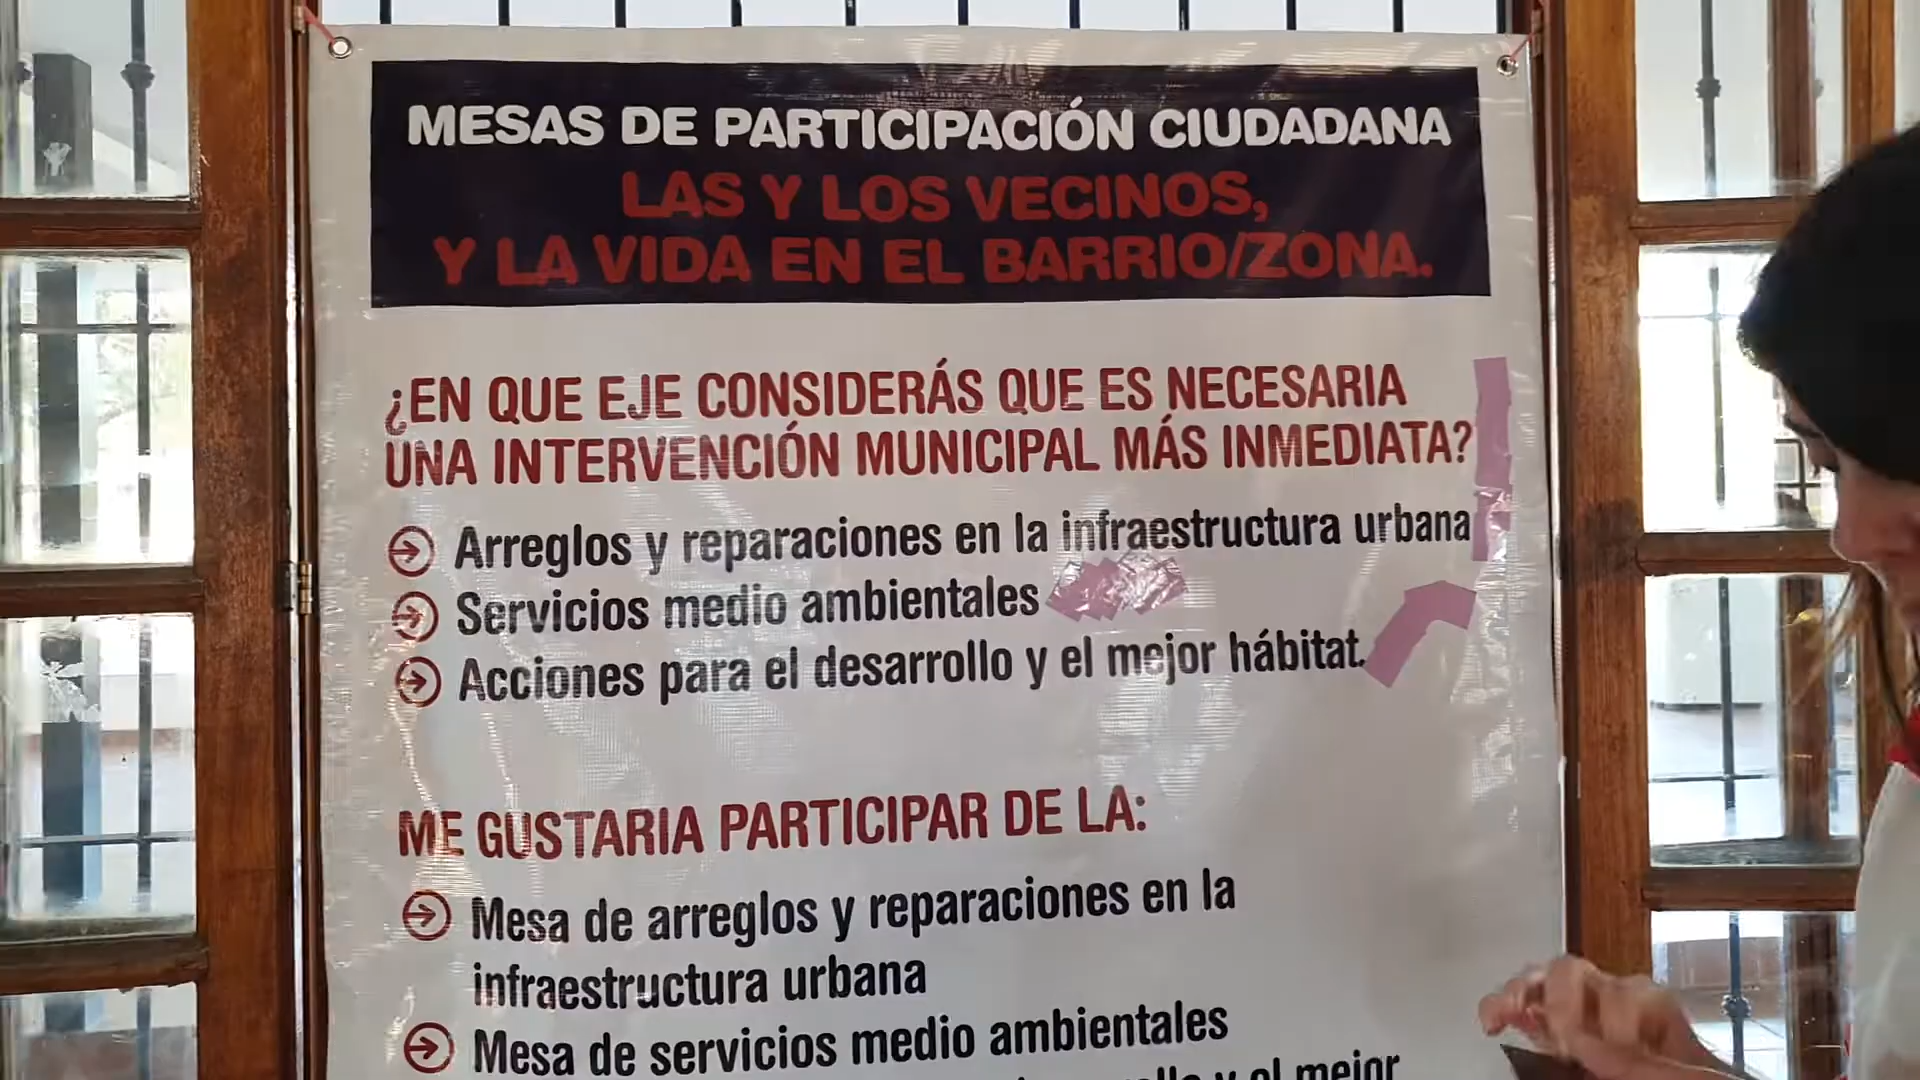 MESAS DE PARTICIPACIÓN CIUDADANA
LAS Y LOS VECINOS,
Y LA VIDA EN EL BARRIO/ZONA.
¿EN QUE EJE CONSIDERÁS QUE ES NECESARIA
UNA INTERVENCIÓN MUNICIPAL MÁS INMEDIATA?
Arreglos y reparaciones en la infraestructura urbana
Servicios medio ambientales
Acciones para el desarrollo y el mejor hábitat.
ME GUSTARIA PARTICIPAR DE LA:
Mesa de arreglos y reparaciones en la
infraestructura urbana
Mesa de servicios medio ambientales
y el mejor